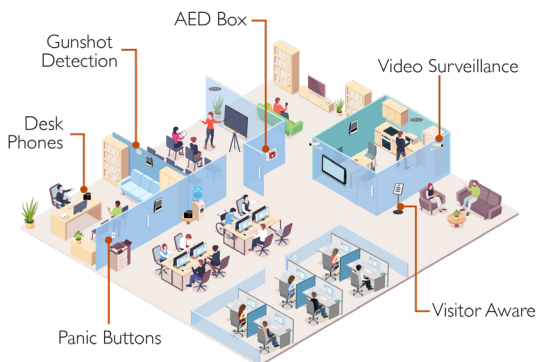 AED Box
Gunshot
Detection
Video Surveillance
Desk
Phones
Visitor Aware
Panic Buttons